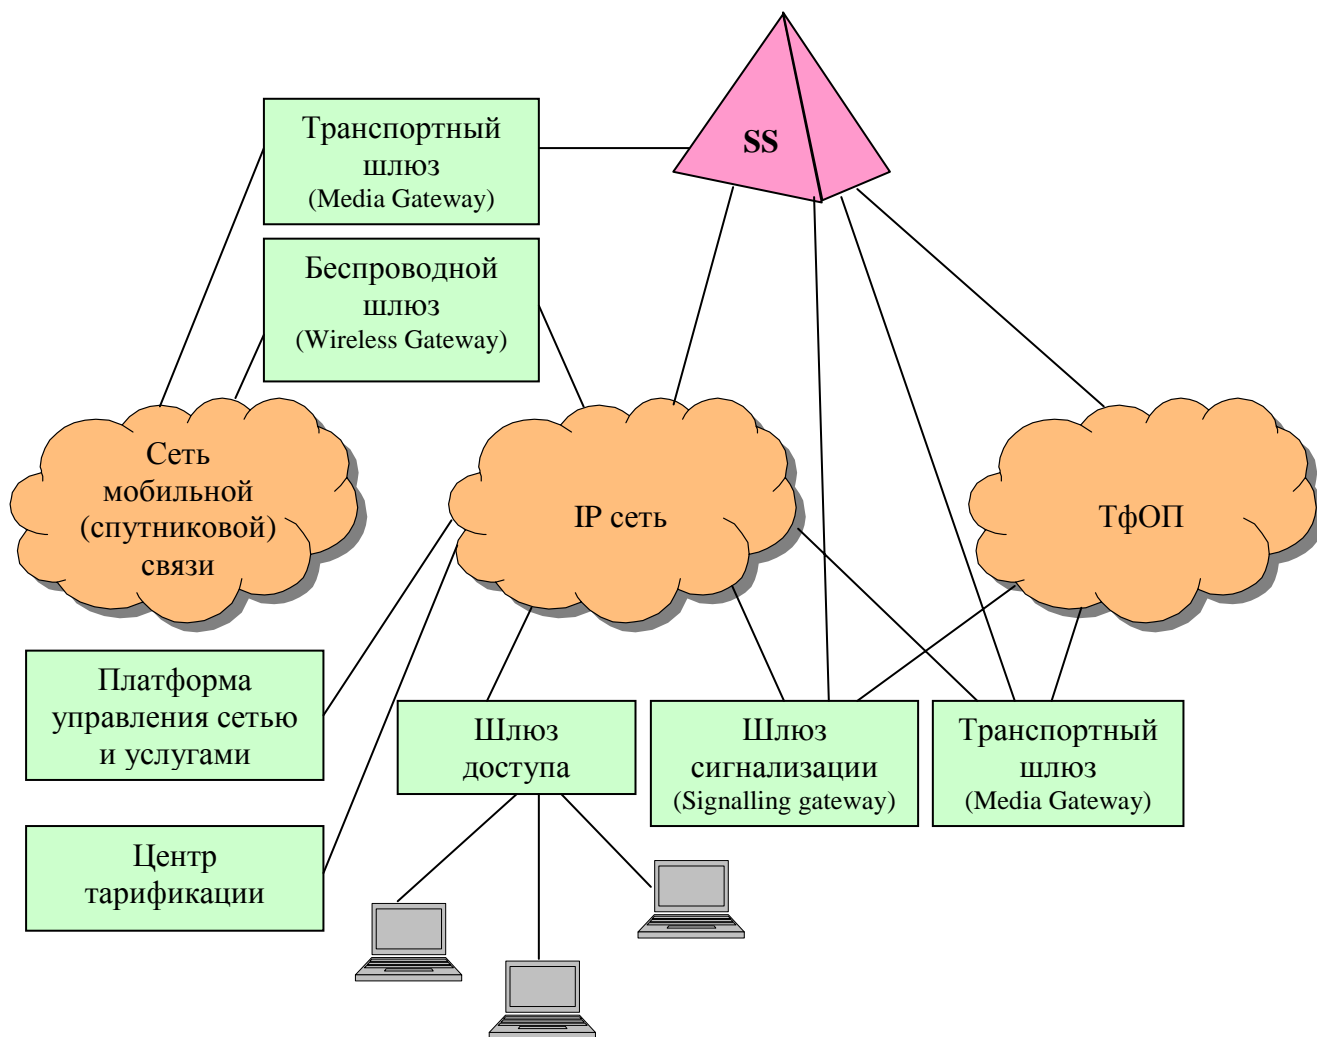 SS
Транспортный
шлюз
(Media Gateway)
Беспроводной
шлюз
(Wireless Gateway)
Сеть
мобильной
(спутниковой)
связи
IP сеть
ТфОП
Платформа
управления сетью
и услугами
Шлюз
доступа
Шлюз
сигнализации
(Signalling gateway)
Транспортный
шлюз
(Media Gateway)
Центр
тарификации